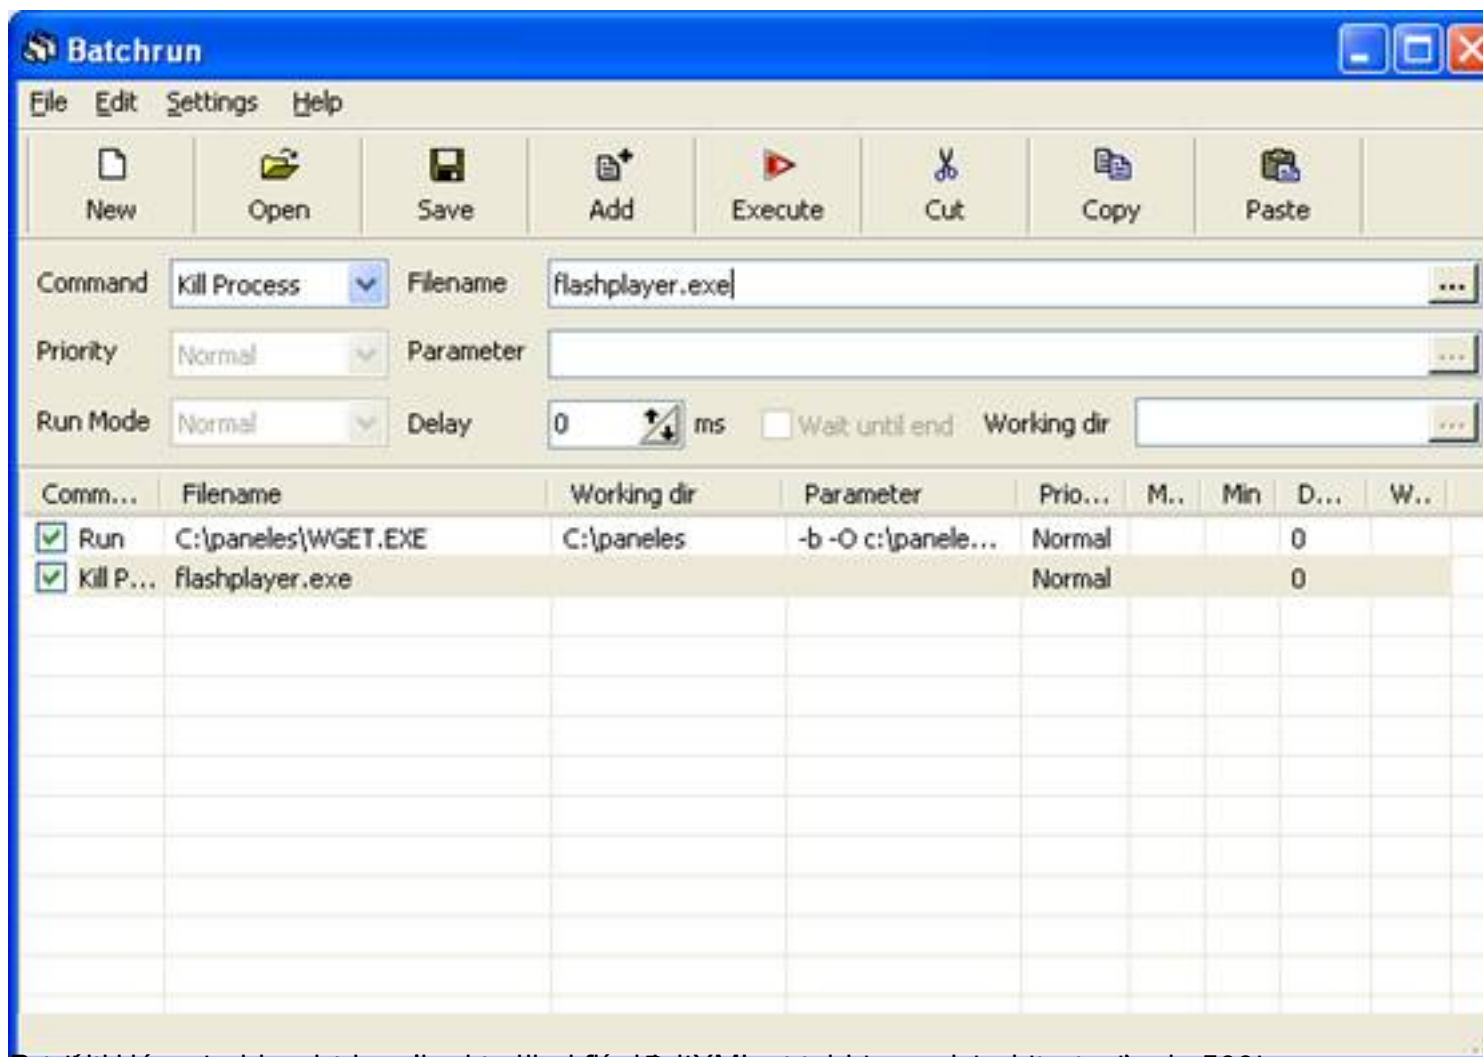 Batchrun
File Edit Settings Help
New Open Save Add Execute Cut Copy Paste
Command Kill Process Filename flashplayer.exe ...
Priority Normal Parameter ...
Run Mode Normal Delay 0 ms Wait until end Working dir ...
Comm... Filename Working dir Parameter Prio... M.. Min D... W..
Run C:\paneles\WGET.EXE C:\paneles -b -O c:\panele... Normal 0
Kill P... flashplayer.exe Normal 0